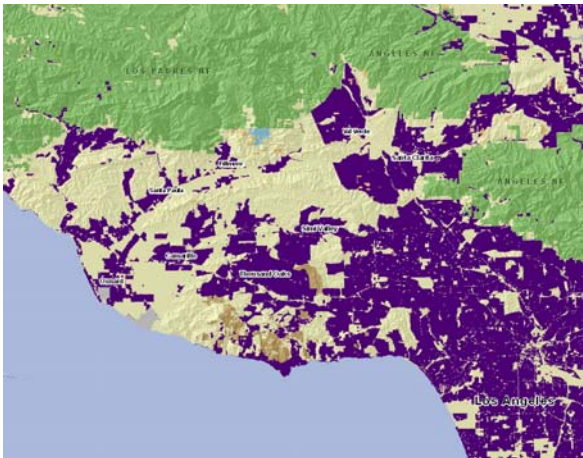 ANGELES NF
LOS PADRES NF
Val Verde
Santa Clarita
Fillmore
ANGELES NF
Santa Paula
Simi Valley
Camarillo
Thousand Oaks
Oxnard
Los Angeles